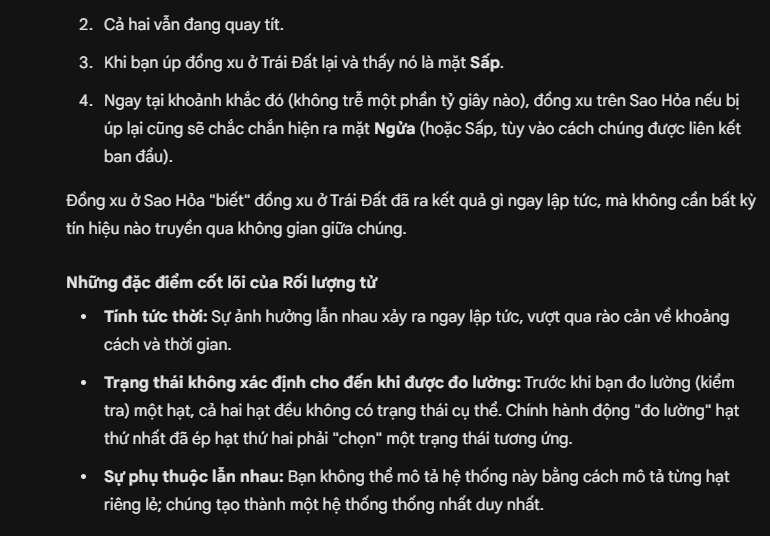 2. Cả hai vẫn đang quay tít.
3. Khi bạn úp đồng xu ở Trái Đất lại và thấy nó là mặt Sấp.
4. Ngay tại khoảnh khắc đó (không trễ một phần tỷ giây nào), đồng xu trên Sao Hỏa nếu bị
úp lại cũng sẽ chắc chắn hiện ra mặt Ngửa (hoặc Sấp, tùy vào cách chúng được liên kết
ban đầu).
Đồng xu ở Sao Hỏa "biết" đồng xu ở Trái Đất đã ra kết quả gì ngay lập tức, mà không cần bất kỳ
tín hiệu nào truyền qua không gian giữa chúng.
Những đặc điểm cốt lõi của Rối lượng tử
• Tính tức thời: Sự ảnh hưởng lẫn nhau xảy ra ngay lập tức, vượt qua rào cản về khoảng
cách và thời gian.
• Trạng thái không xác định cho đến khi được đo lường: Trước khi bạn đo lường (kiểm
tra) một hạt, cả hai hạt đều không có trạng thái cụ thể. Chính hành động "đo lường" hạt
thứ nhất đã ép hạt thứ hai phải "chọn" một trạng thái tương ứng.
• Sự phụ thuộc lẫn nhau: Bạn không thể mô tả hệ thống này bằng cách mô tả từng hạt
riêng lẻ; chúng tạo thành một hệ thống thống nhất duy nhất.